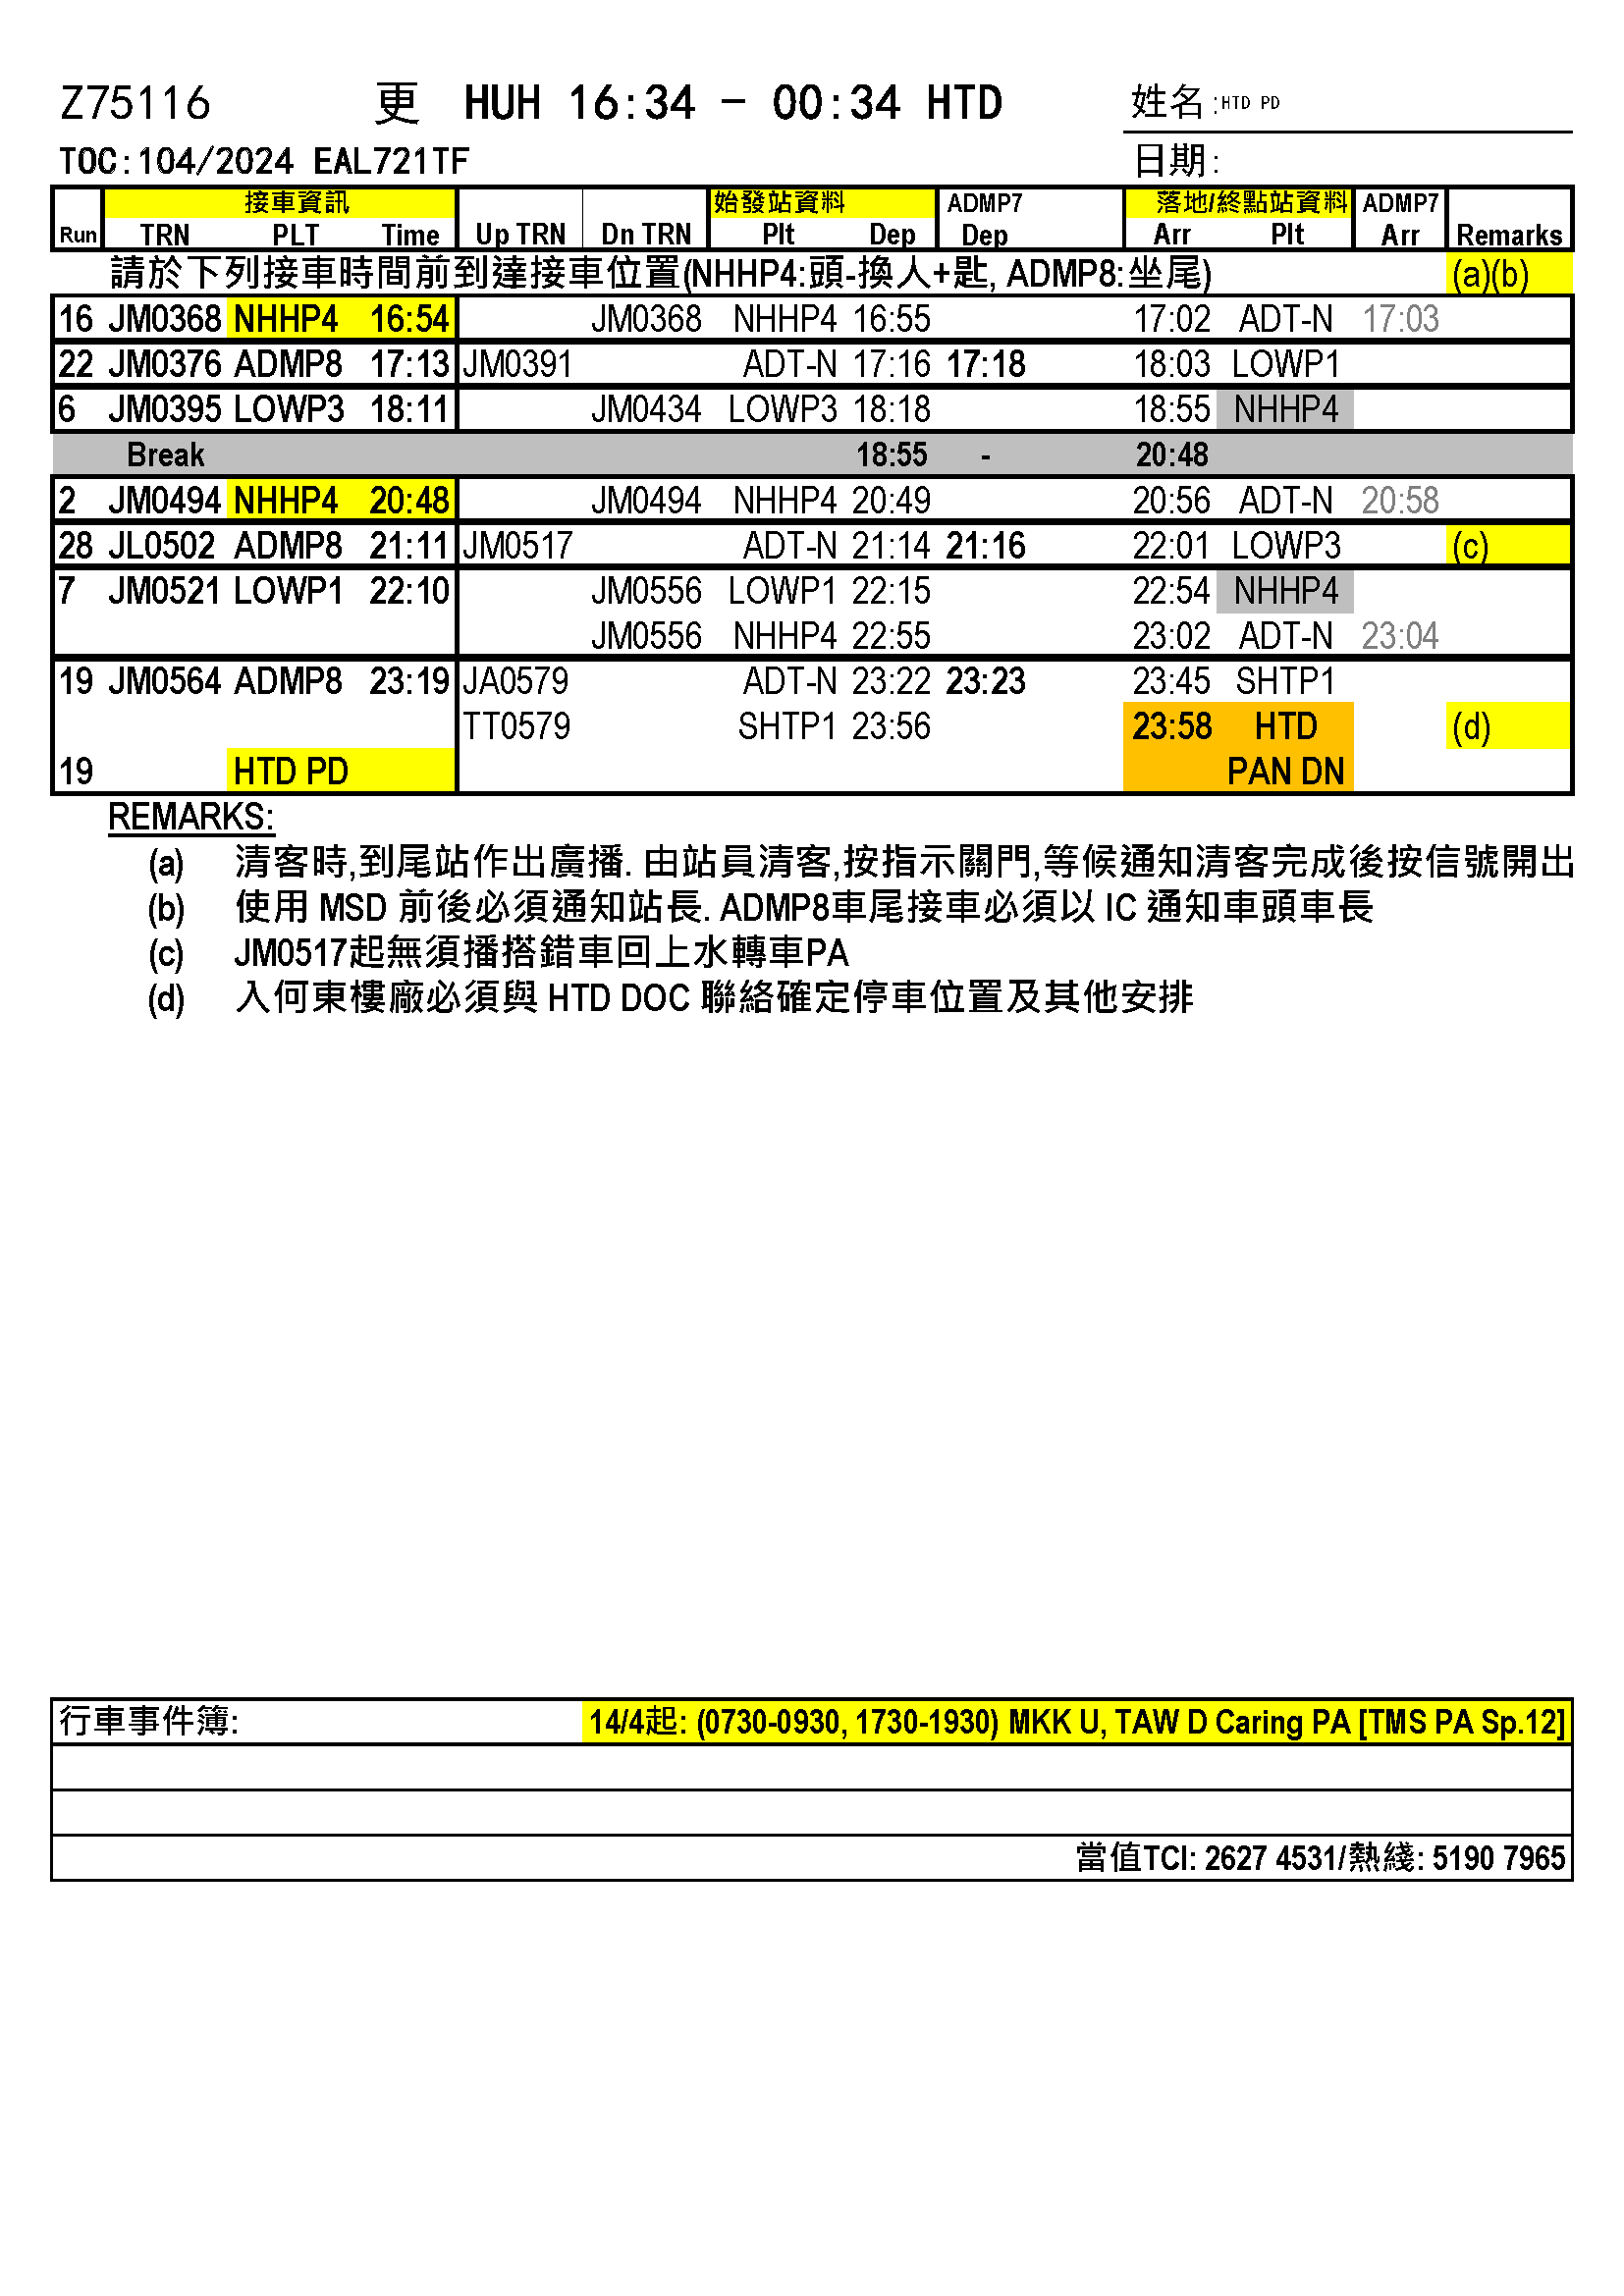 Z75116 更 HUH 16:34 - 00:34 HTD 姓名:HTD PD
TOC:104/2024 EAL721TF 日期:
接車資訊 始發站資料 ADMP7 落地/終點站資料 ADMP7
Run TRN PLT Time Up TRN Dn TRN Plt Dep Dep Arr Plt Arr Remarks
請於下列接車時間前到達接車位置(NHHP4:頭-換人+匙, ADMP8:坐尾) (a)(b)
16 JM0368 NHHP4 16:54 JM0368 NHHP4 16:55 17:02 ADT-N 17:03
22 JM0376 ADMP8 17:13 JM0391 ADT-N 17:16 17:18 18:03 LOWP1
6 JM0395 LOWP3 18:11 JM0434 LOWP3 18:18 18:55 NHHP4
Break 18:55 - 20:48
2 JM0494 NHHP4 20:48 JM0494 NHHP4 20:49 20:56 ADT-N 20:58
28 JL0502 ADMP8 21:11 JM0517 ADT-N 21:14 21:16 22:01 LOWP3 (c)
7 JM0521 LOWP1 22:10 JM0556 LOWP1 22:15 22:54 NHHP4
JM0556 NHHP4 22:55 23:02 ADT-N 23:04
19 JM0564 ADMP8 23:19 JA0579 ADT-N 23:22 23:23 23:45 SHTP1
TT0579 SHTP1 23:56 23:58 HTD (d)
19 HTD PD PAN DN
REMARKS:
(a) 清客時,到尾站作出廣播. 由站員清客,按指示關門,等候通知清客完成後按信號開出
(b) 使用 MSD 前後必須通知站長. ADMP8車尾接車必須以 IC 通知車頭車長
(c) JM0517起無須播搭錯車回上水轉車PA
(d) 入何東樓廠必須與 HTD DOC 聯絡確定停車位置及其他安排
行車事件簿: 14/4起: (0730-0930, 1730-1930) MKK U, TAW D Caring PA [TMS PA Sp.12]
當值TCI: 2627 4531/熱綫: 5190 7965